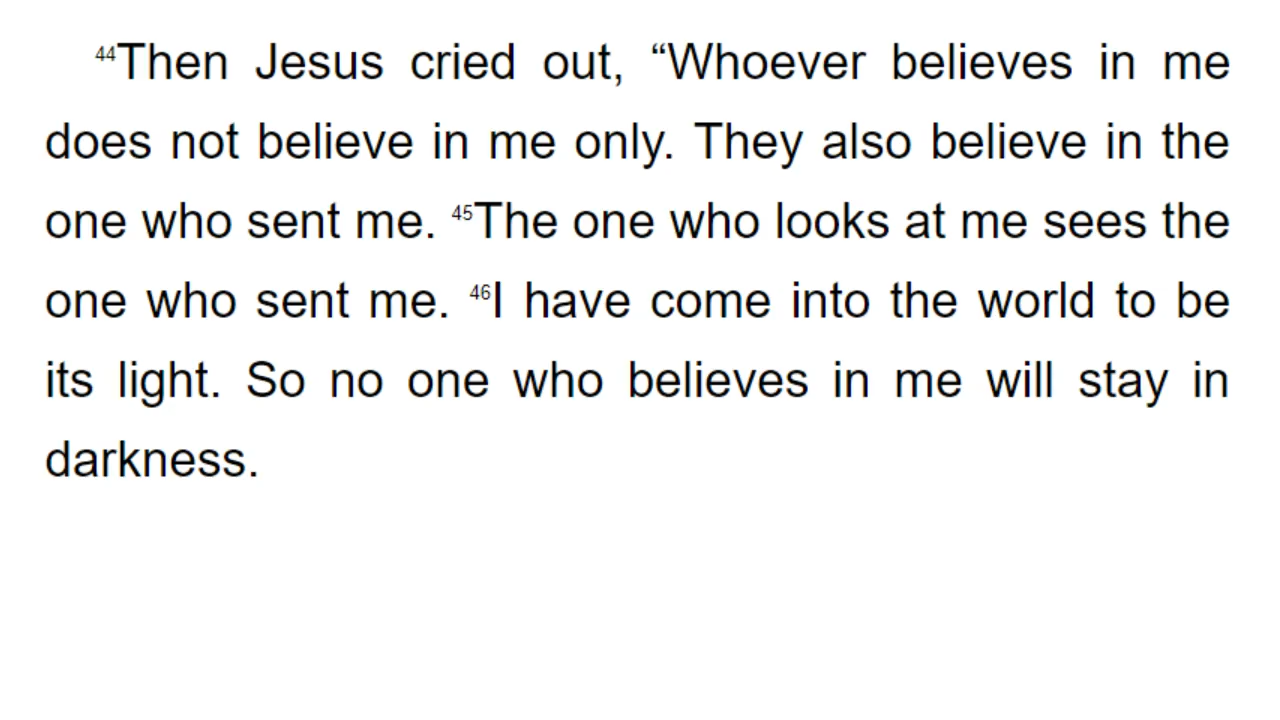 44Then Jesus cried out, “Whoever believes in me
does not believe in me only. They also believe in the
one who sent me. 45The one who looks at me sees the
one who sent me. 46I have come into the world to be
its light. So no one who believes in me will stay in
darkness.